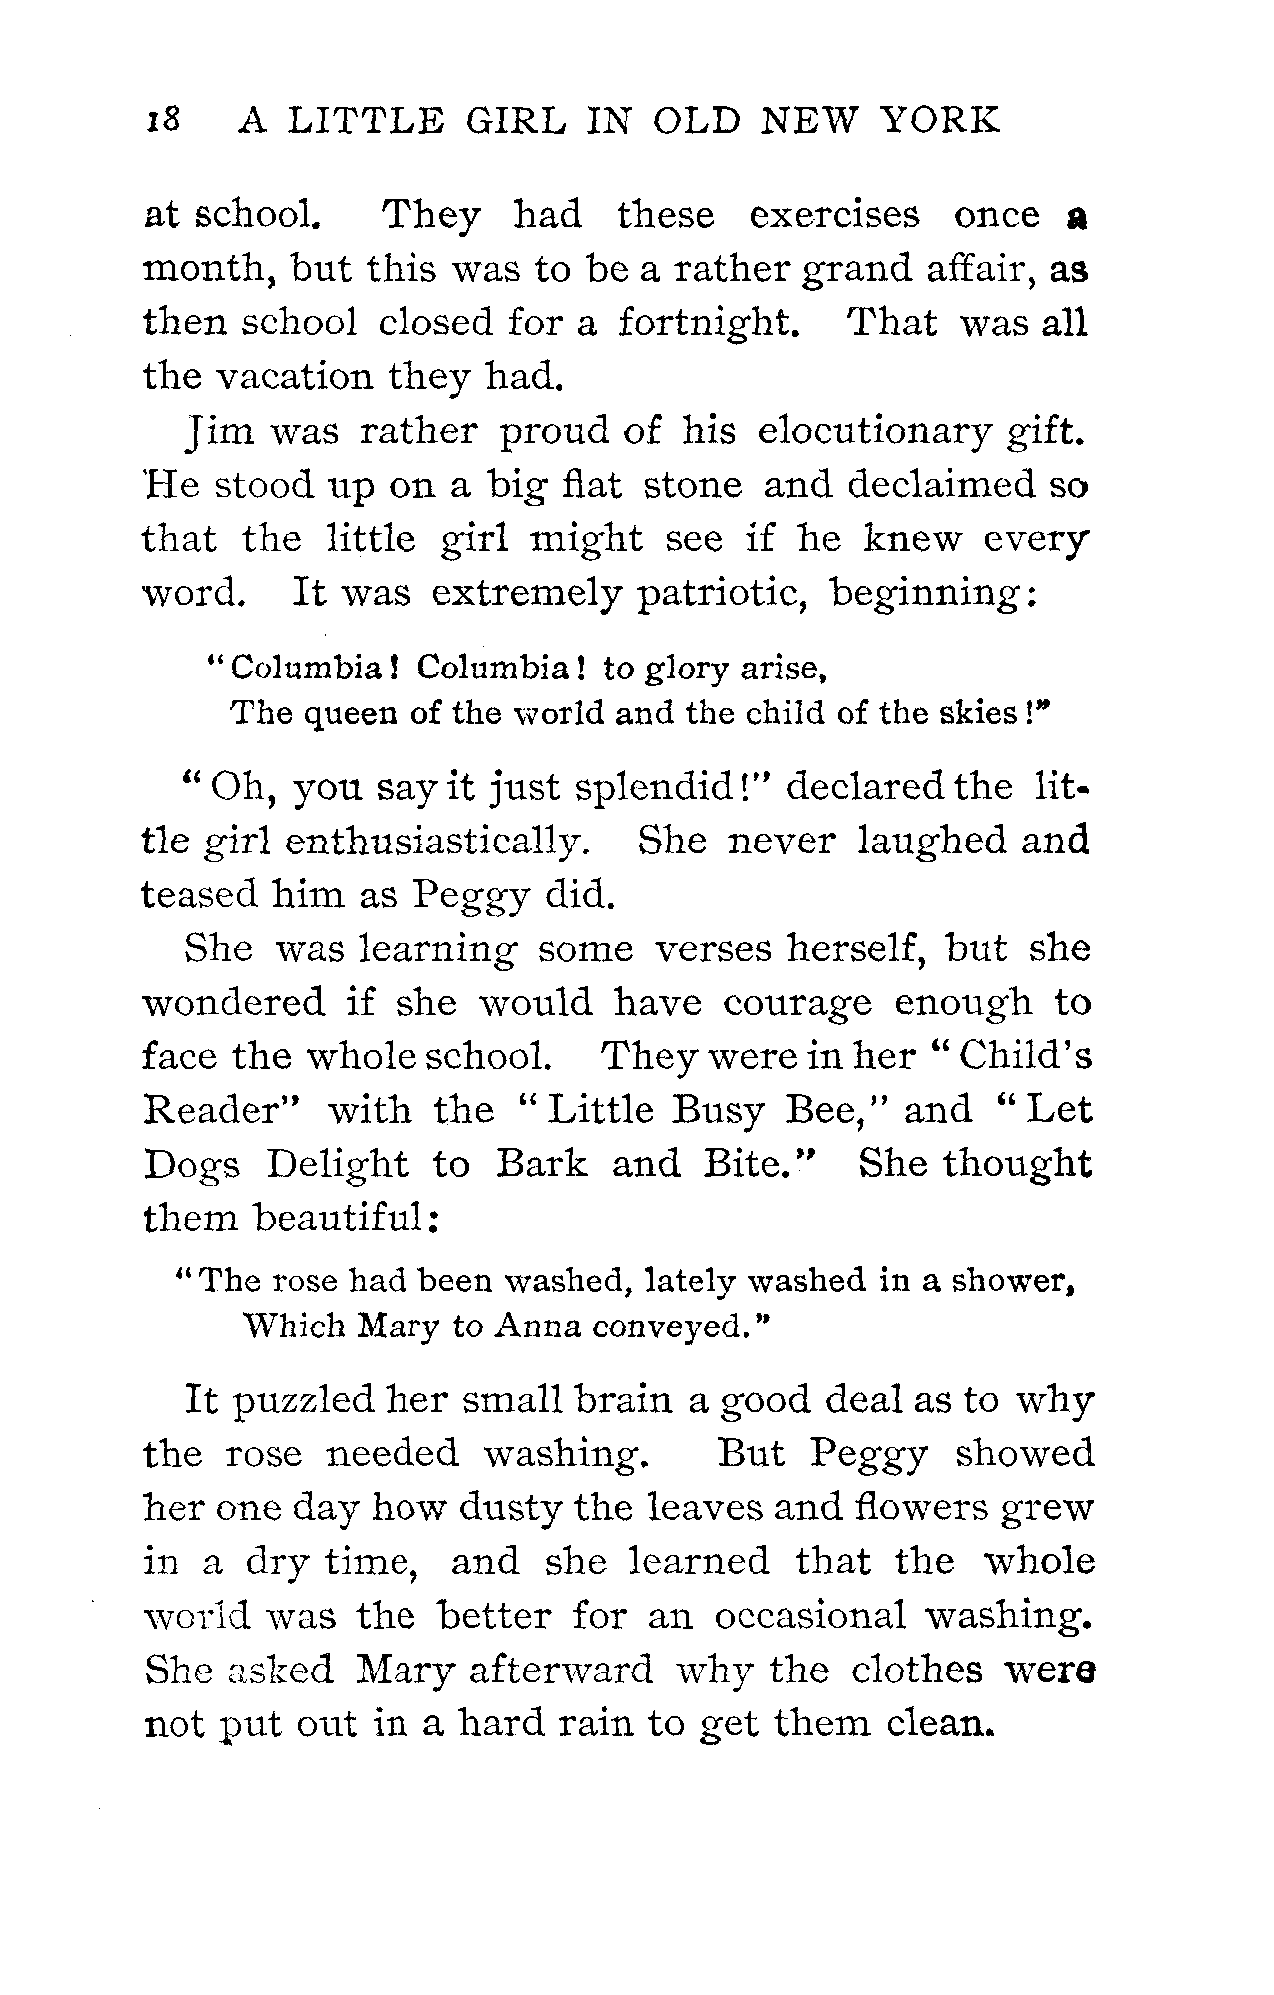 18 A LITTLE GIRL IN OLD NEW YORK
at school. They had these exercises once a
month, but this was to be a rather grand affair, as
then school closed for a fortnight. That was all
the vacation they had.
Jim was rather proud of his elocutionary gift.
He stood up on a big flat stone and declaimed so
that the little girl might see if he knew every
word. It was extremely patriotic, beginning:
"Columbia! Columbia! to glory arise,
The queen of the world and the child of the skies!"
"Oh, you say it just splendid!" declared the lit-
tle girl enthusiastically. She never laughed and
teased him as Peggy did.
She was learning some verses herself, but she
wondered if she would have courage enough to
face the whole school. They were in her "Child's
Reader" with the "Little Busy Bee," and "Let
Dogs Delight to Bark and Bite." She thought
them beautiful:
"The rose had been washed, lately washed in a shower,
Which Mary to Anna conveyed."
It puzzled her small brain a good deal as to why
the rose needed washing. But Peggy showed
her one day how dusty the leaves and flowers grew
in a dry time, and she learned that the whole
world was the better for an occasional washing.
She asked Mary afterward why the clothes were
not put out in a hard rain to get them clean.